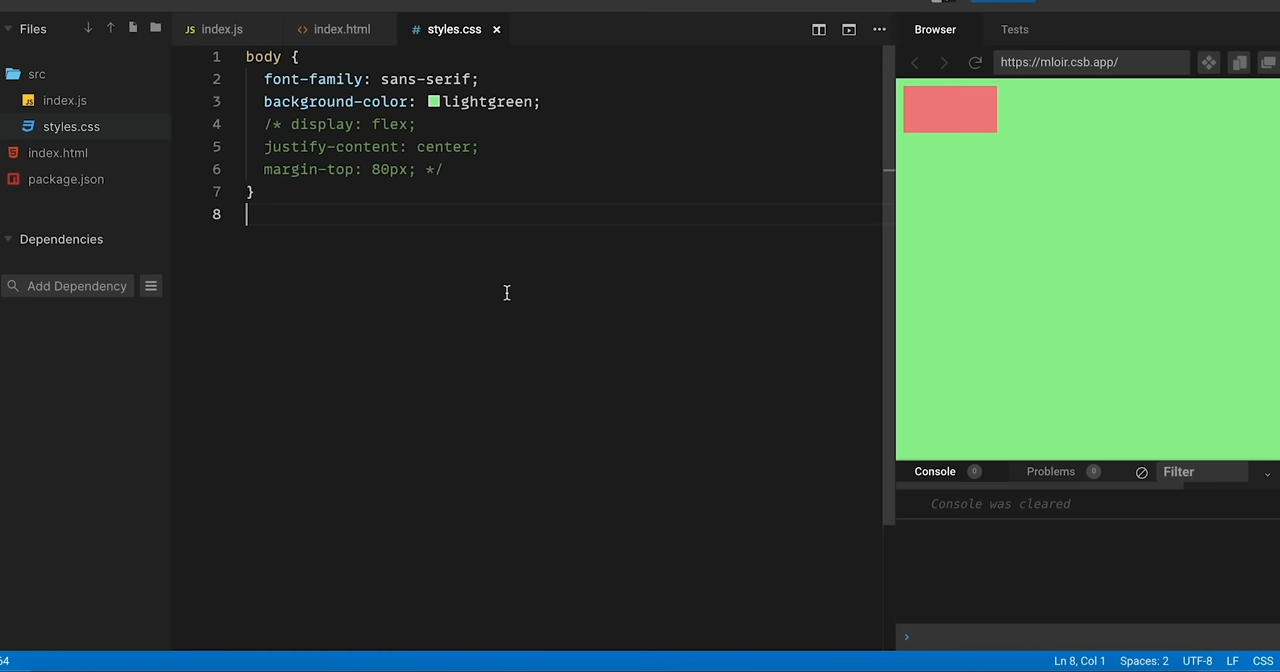 Files
JS index.js
<> index.html
# styles.css ×
Browser
Tests
https://mloir.csb.app/
src
index.js
styles.css
index.html
package.json
Dependencies
Add Dependency
1 body {
2 font-family: sans-serif;
3 background-color: lightgreen;
4 /* display: flex;
5 justify-content: center;
6 margin-top: 80px; */
7 }
8
Console 0
Problems 0
Filter
Console was cleared
›
64
Ln 8, Col 1
Spaces: 2
UTF-8
LF
CSS